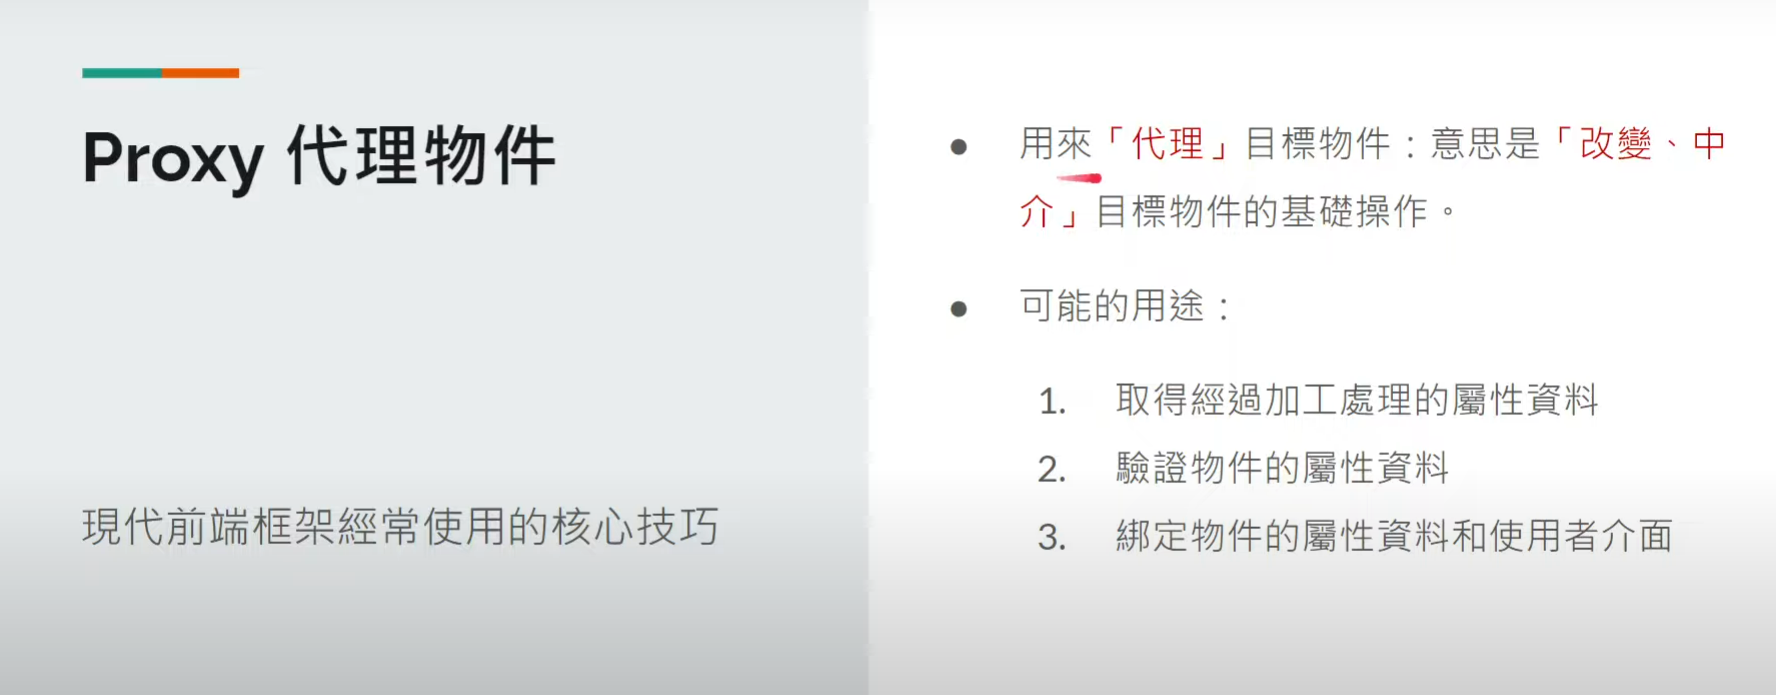 Proxy 代理物件
現代前端框架經常使用的核心技巧
● 用來「代理」目標物件：意思是「改變、中
介」目標物件的基礎操作。
● 可能的用途：
1. 取得經過加工處理的屬性資料
2. 驗證物件的屬性資料
3. 綁定物件的屬性資料和使用者介面